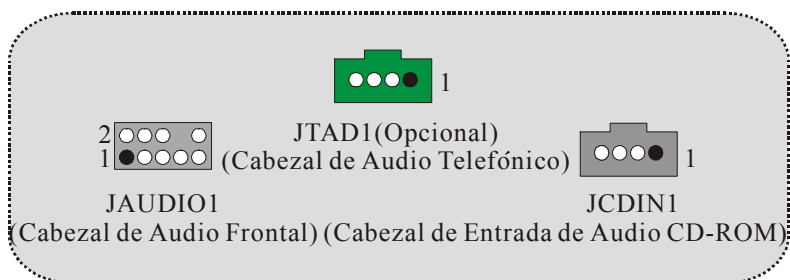 1
JTAD1(Opcional)
(Cabezal de Audio Telefónico)
2
1
JAUDIO1
(Cabezal de Audio Frontal)
1
JCDIN1
(Cabezal de Entrada de Audio CD-ROM)